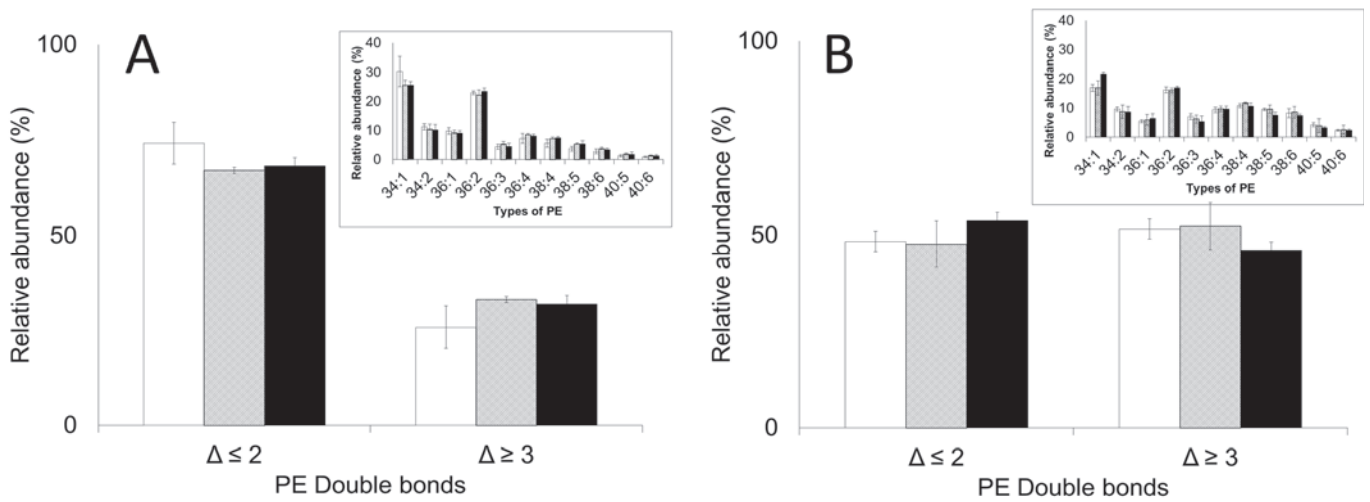 A
100
50
0
Relative abundance (%)
Δ ≤ 2
Δ ≥ 3
PE Double bonds
40
30
20
10
0
Relative abundance (%)
34:1
34:2
36:1
36:2
36:3
36:4
38:4
38:5
38:6
40:5
40:6
Types of PE
B
100
50
0
Relative abundance (%)
Δ ≤ 2
Δ ≥ 3
PE Double bonds
40
30
20
10
0
Relative abundance (%)
34:1
34:2
36:1
36:2
36:3
36:4
38:4
38:5
38:6
40:5
40:6
Types of PE